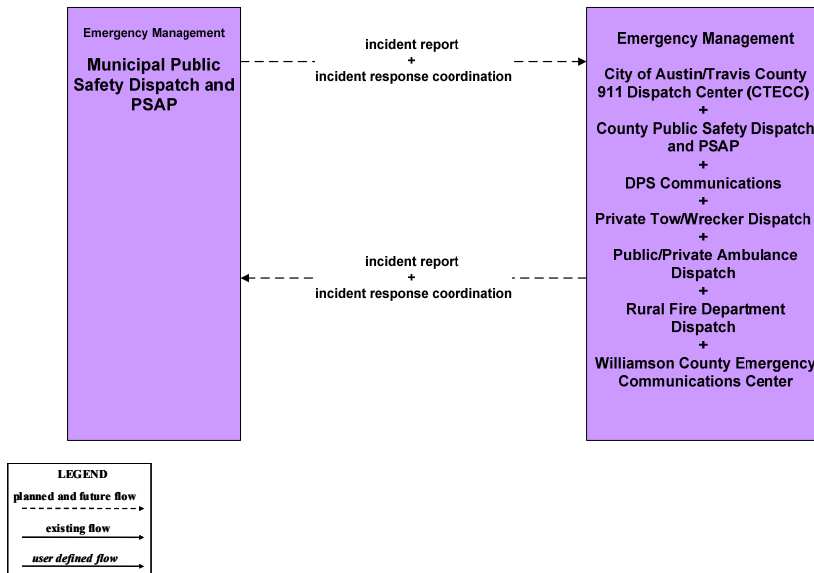 Emergency Management
Municipal Public
Safety Dispatch and
PSAP
incident report
+
incident response coordination
incident report
+
incident response coordination
Emergency Management
City of Austin/Travis County
911 Dispatch Center (CTECC)
+
County Public Safety Dispatch
and PSAP
+
DPS Communications
+
Private Tow/Wrecker Dispatch
+
Public/Private Ambulance
Dispatch
+
Rural Fire Department
Dispatch
+
Williamson County Emergency
Communications Center
LEGEND
planned and future flow
existing flow
user defined flow